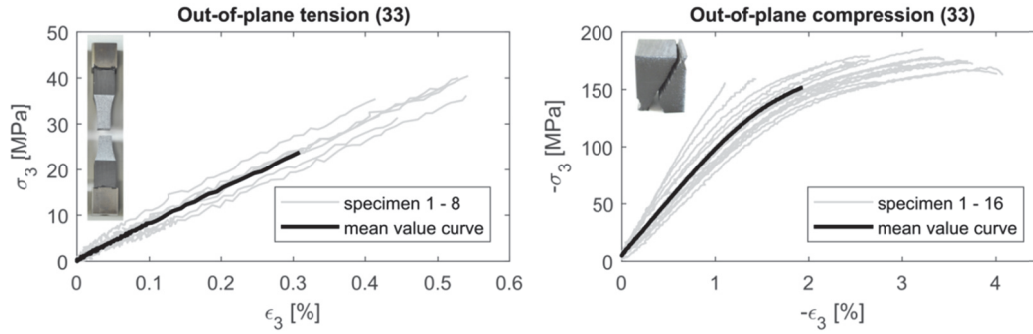 Out-of-plane tension (33)
50
40
30
20
10
0
σ3 [MPa]
0
0.1
0.2
0.3
0.4
0.5
0.6
ϵ3 [%]
specimen 1 - 8
mean value curve
Out-of-plane compression (33)
200
150
100
50
0
-σ3 [MPa]
0
1
2
3
4
-ϵ3 [%]
specimen 1 - 16
mean value curve